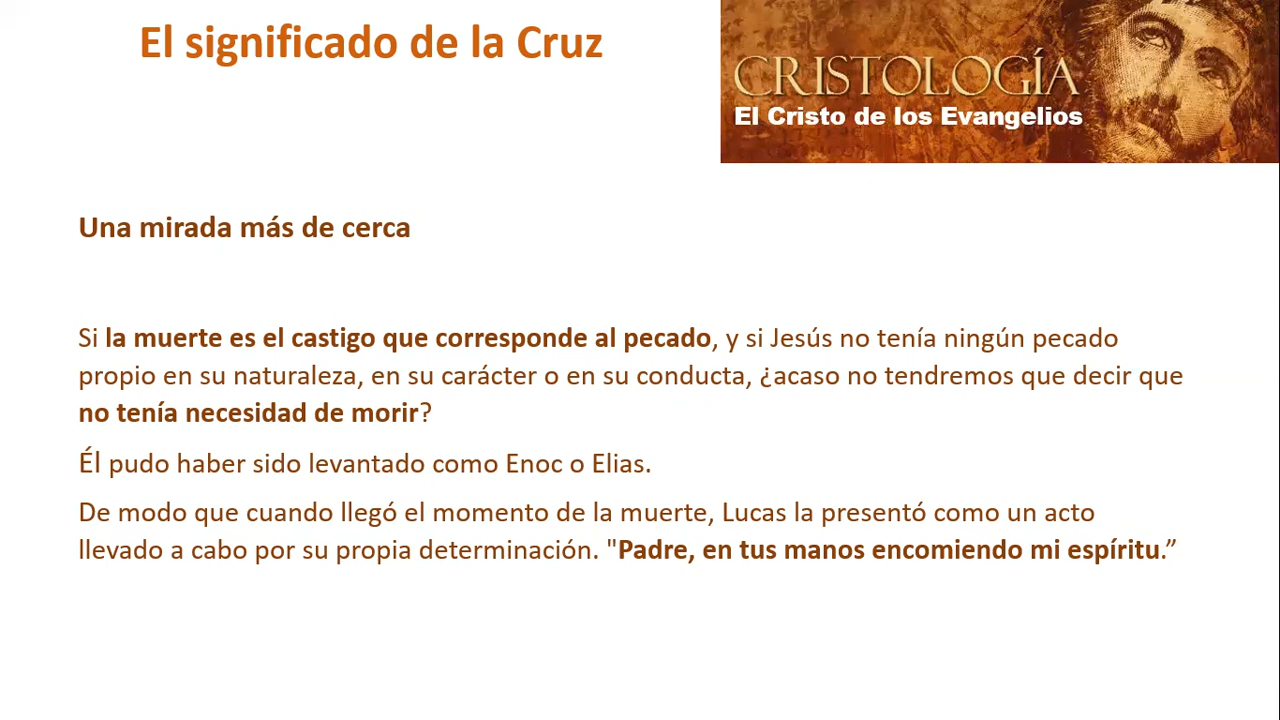 El significado de la Cruz
CRISTOLOGÍA
El Cristo de los Evangelios
Una mirada más de cerca
Si la muerte es el castigo que corresponde al pecado, y si Jesús no tenía ningún pecado
propio en su naturaleza, en su carácter o en su conducta, ¿acaso no tendremos que decir que
no tenía necesidad de morir?
Él pudo haber sido levantado como Enoc o Elias.
De modo que cuando llegó el momento de la muerte, Lucas la presentó como un acto
llevado a cabo por su propia determinación. "Padre, en tus manos encomiendo mi espíritu.”